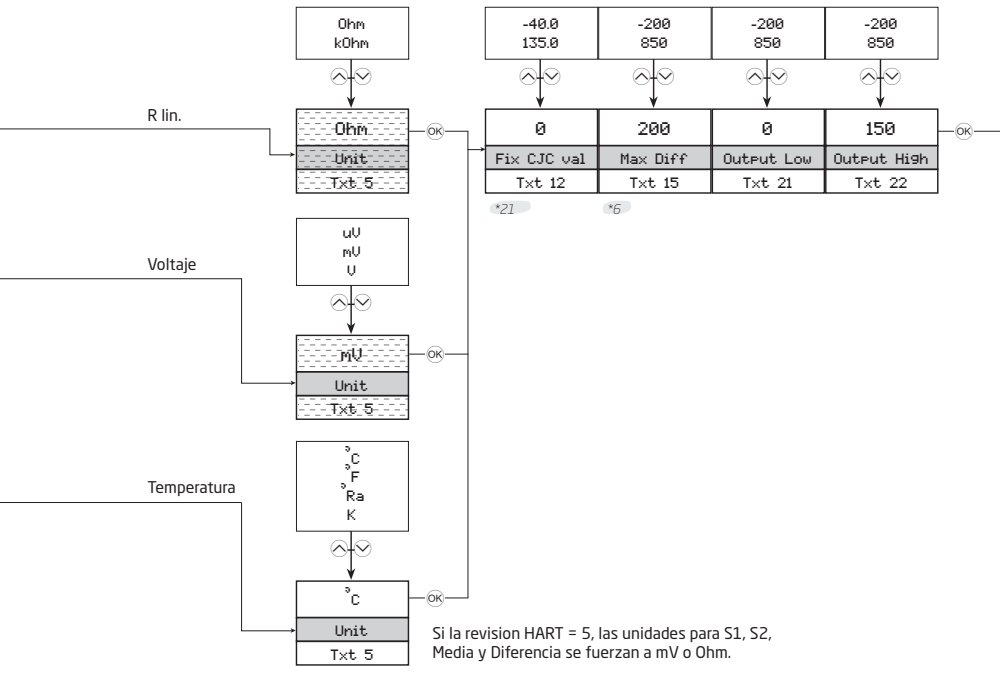 Ohm
kOhm
-40.0
135.0
-200
850
-200
850
-200
850
R lin.
Ohm
Unit
Txt 5
OK
0
Fix CJC val
Txt 12
200
Max Diff
Txt 15
0
Output Low
Txt 21
150
Output High
Txt 22
OK
*21
*6
uV
mV
V
Voltaje
mV
Unit
Txt 5
OK
°C
°F
°Ra
K
Temperatura
°C
Unit
Txt 5
OK
Si la revision HART = 5, las unidades para S1, S2,
Media y Diferencia se fuerzan a mV o Ohm.